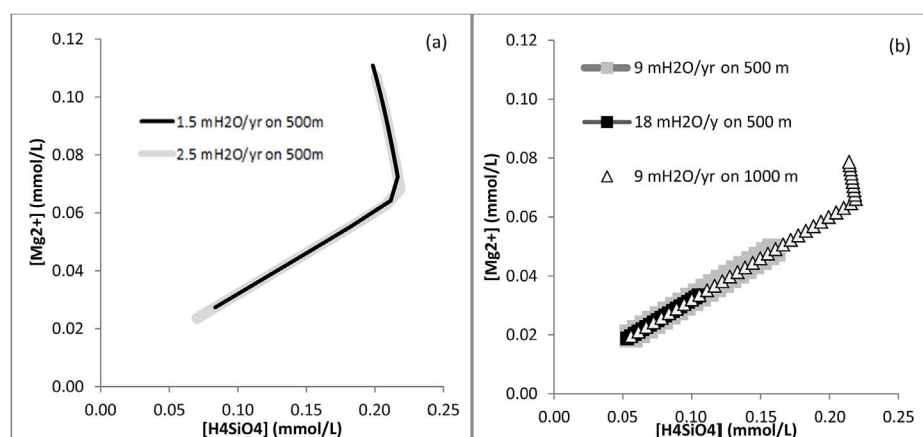 (a)
0.12
0.10
0.08
0.06
0.04
0.02
0.00
[Mg2+] (mmol/L)
1.5 mH2O/yr on 500m
2.5 mH2O/yr on 500m
0.00 0.05 0.10 0.15 0.20 0.25
[H4SiO4] (mmol/L)
(b)
0.12
0.10
0.08
0.06
0.04
0.02
0.00
[Mg2+] (mmol/L)
9 mH2O/yr on 500 m
18 mH2O/y on 500 m
9 mH2O/yr on 1000 m
0.00 0.05 0.10 0.15 0.20 0.25
[H4SiO4] (mmol/L)